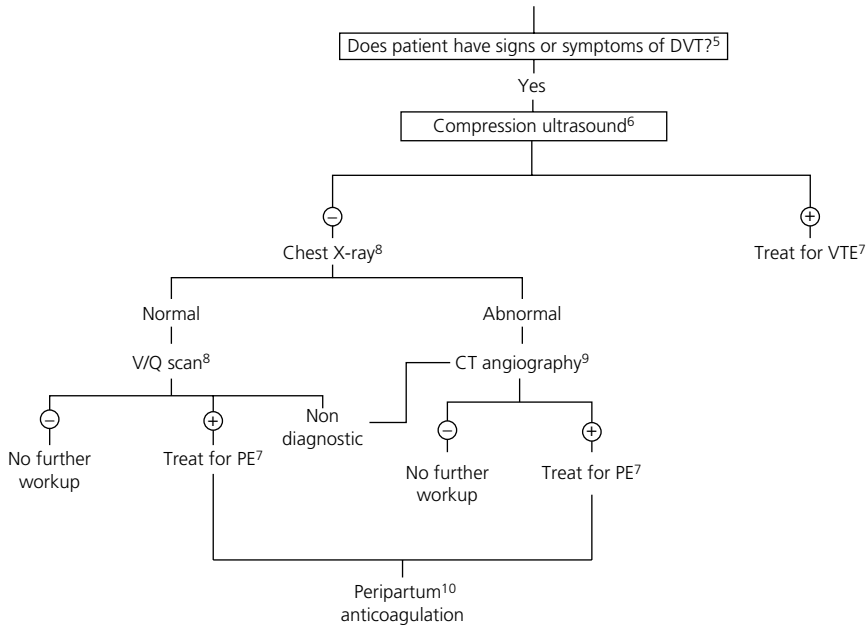 Does patient have signs or symptoms of DVT?⁵
Yes
Compression ultrasound⁶
−
+
Chest X-ray⁸
Treat for VTE⁷
Normal
Abnormal
V/Q scan⁸
CT angiography⁹
−
+
Non
diagnostic
−
+
No further
workup
Treat for PE⁷
No further
workup
Treat for PE⁷
Peripartum¹⁰
anticoagulation